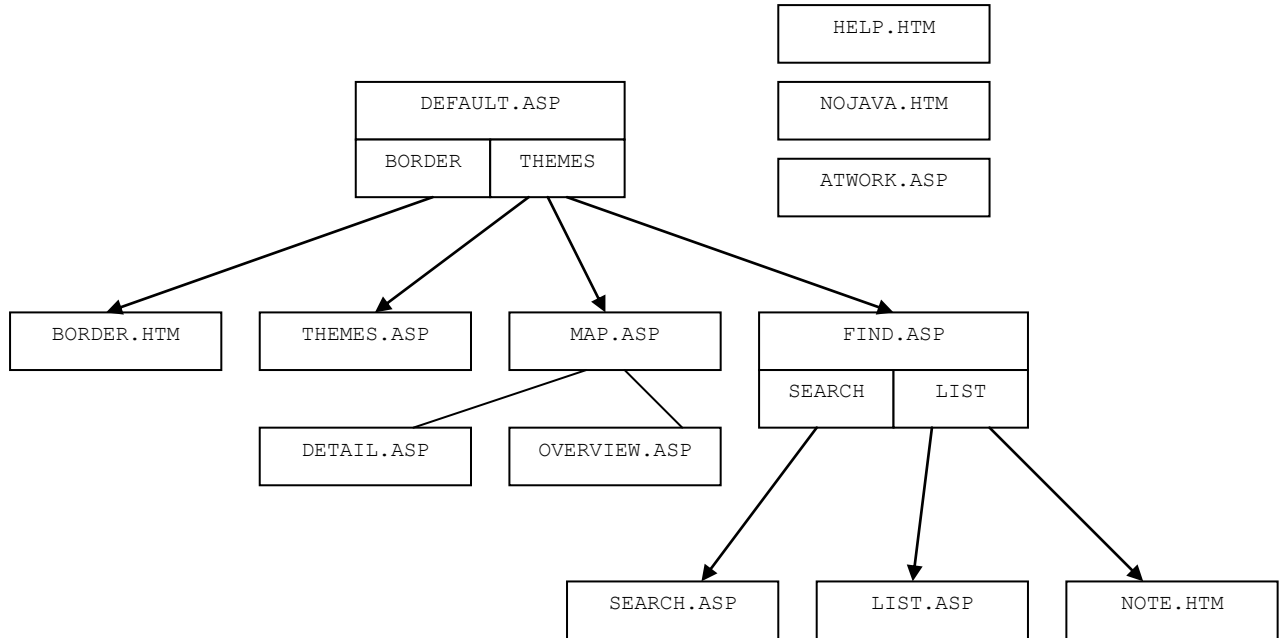 HELP.HTM
DEFAULT.ASP
NOJAVA.HTM
BORDER THEMES
ATWORK.ASP
BORDER.HTM
THEMES.ASP
MAP.ASP
FIND.ASP
SEARCH LIST
DETAIL.ASP
OVERVIEW.ASP
SEARCH.ASP
LIST.ASP
NOTE.HTM